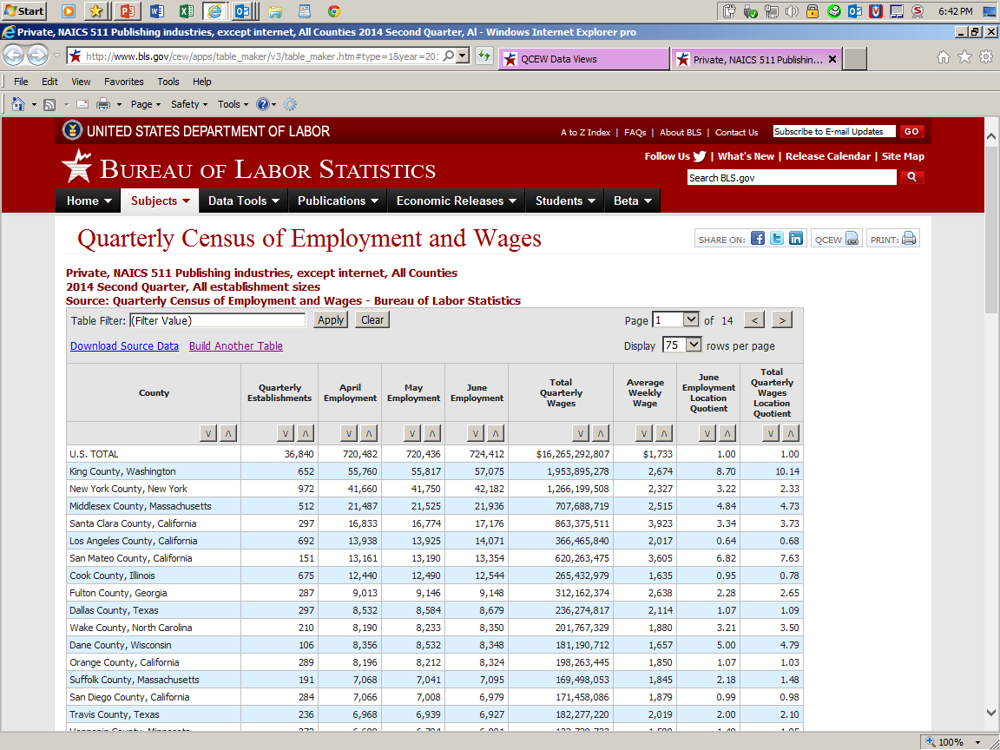 Start
6:42 PM
Private, NAICS 511 Publishing industries, except internet, All Counties 2014 Second Quarter, Al - Windows Internet Explorer pro
http://www.bls.gov/cew/apps/table_maker/v3/table_maker.htm#type=1&year=201
QCEW Data Views
Private, NAICS 511 Publishin...
File Edit View Favorites Tools Help
Page Safety Tools
UNITED STATES DEPARTMENT OF LABOR
A to Z Index | FAQs | About BLS | Contact Us
Subscribe to E-mail Updates GO
BUREAU OF LABOR STATISTICS
Follow Us | What's New | Release Calendar | Site Map
Search BLS.gov
Home Subjects Data Tools Publications Economic Releases Students Beta
Quarterly Census of Employment and Wages
SHARE ON: QCEW PRINT:
Private, NAICS 511 Publishing industries, except internet, All Counties
2014 Second Quarter, All establishment sizes
Source: Quarterly Census of Employment and Wages - Bureau of Labor Statistics
Table Filter: (Filter Value) Apply Clear Page 1 of 14 < >
Download Source Data Build Another Table Display 75 rows per page
County Quarterly Establishments April Employment May Employment June Employment Total Quarterly Wages Average Weekly Wage June Employment Location Quotient Total Quarterly Wages Location Quotient
U.S. TOTAL 36,840 720,482 720,436 724,412 $16,265,292,807 $1,733 1.00 1.00
King County, Washington 652 55,760 55,817 57,075 1,953,895,278 2,674 8.70 10.14
New York County, New York 972 41,660 41,750 42,182 1,266,199,508 2,327 3.22 2.33
Middlesex County, Massachusetts 512 21,487 21,525 21,936 707,688,719 2,515 4.84 4.73
Santa Clara County, California 297 16,833 16,774 17,176 863,375,511 3,923 3.34 3.73
Los Angeles County, California 692 13,938 13,925 14,071 366,465,840 2,017 0.64 0.68
San Mateo County, California 151 13,161 13,190 13,354 620,263,475 3,605 6.82 7.63
Cook County, Illinois 675 12,440 12,490 12,544 265,432,979 1,635 0.95 0.78
Fulton County, Georgia 287 9,013 9,146 9,148 312,162,374 2,638 2.28 2.65
Dallas County, Texas 297 8,532 8,584 8,679 236,274,817 2,114 1.07 1.09
Wake County, North Carolina 210 8,190 8,233 8,350 201,767,329 1,880 3.21 3.50
Dane County, Wisconsin 106 8,356 8,532 8,348 181,190,712 1,657 5.00 4.79
Orange County, California 289 8,196 8,212 8,324 198,263,445 1,850 1.07 1.03
Suffolk County, Massachusetts 191 7,068 7,041 7,095 169,498,053 1,845 2.18 1.48
San Diego County, California 284 7,066 7,008 6,979 171,458,086 1,879 0.99 0.98
Travis County, Texas 236 6,968 6,939 6,927 182,277,220 2,019 2.00 2.10
100%